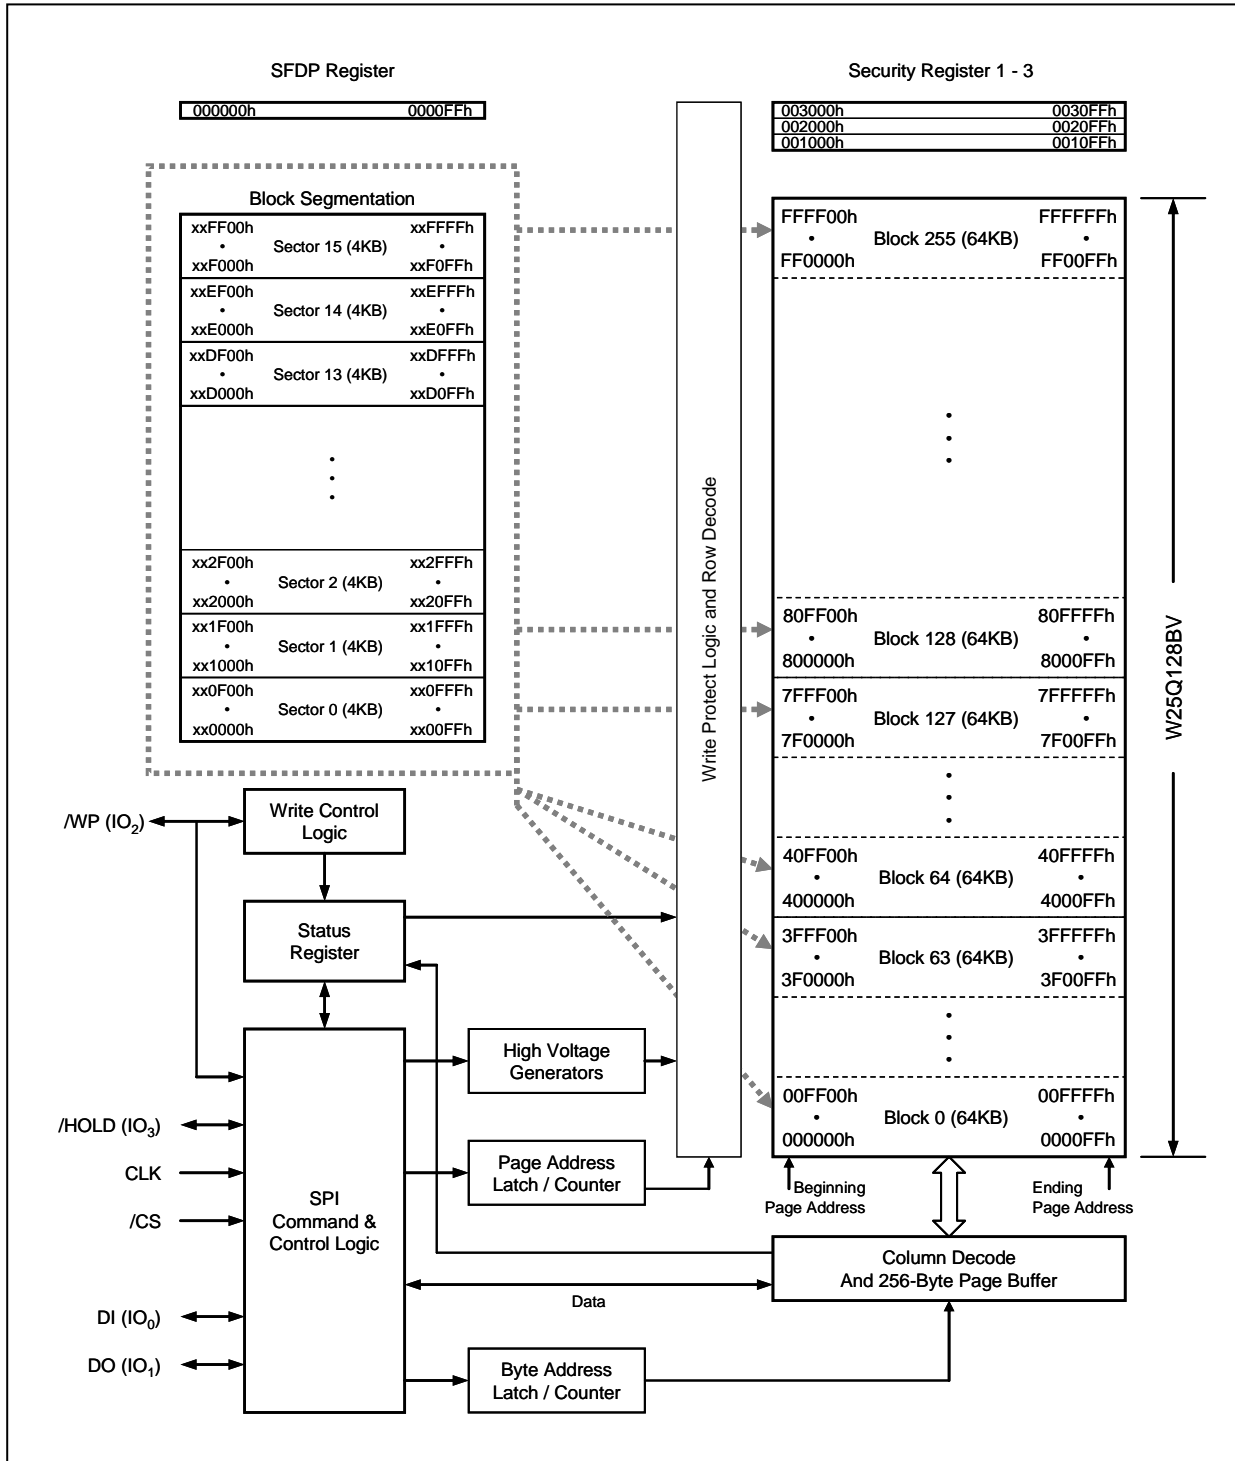 SFDP Register
000000h 0000FFh
Security Register 1 - 3
003000h 0030FFh
002000h 0020FFh
001000h 0010FFh
Block Segmentation
xxFF00h xxFFFFh
• Sector 15 (4KB) •
xxF000h xxF0FFh
xxEF00h xxEFFFh
• Sector 14 (4KB) •
xxE000h xxE0FFh
xxDF00h xxDFFFh
• Sector 13 (4KB) •
xxD000h xxD0FFh
xx2F00h xx2FFFh
• Sector 2 (4KB) •
xx2000h xx20FFh
xx1F00h xx1FFFh
• Sector 1 (4KB) •
xx1000h xx10FFh
xx0F00h xx0FFFh
• Sector 0 (4KB) •
xx0000h xx00FFh
Write Protect Logic and Row Decode
FFFF00h FFFFFFh
• Block 255 (64KB) •
FF0000h FF00FFh
80FF00h 80FFFFh
• Block 128 (64KB) •
800000h 8000FFh
7FFF00h 7FFFFFh
• Block 127 (64KB) •
7F0000h 7F00FFh
40FF00h 40FFFFh
• Block 64 (64KB) •
400000h 4000FFh
3FFF00h 3FFFFFh
• Block 63 (64KB) •
3F0000h 3F00FFh
00FF00h 00FFFFh
• Block 0 (64KB) •
000000h 0000FFh
W25Q128BV
Beginning
Page Address
Ending
Page Address
/WP (IO2)
Write Control
Logic
Status
Register
High Voltage
Generators
/HOLD (IO3)
CLK
/CS
Page Address
Latch / Counter
SPI
Command &
Control Logic
Column Decode
And 256-Byte Page Buffer
Data
DI (IO0)
DO (IO1)
Byte Address
Latch / Counter